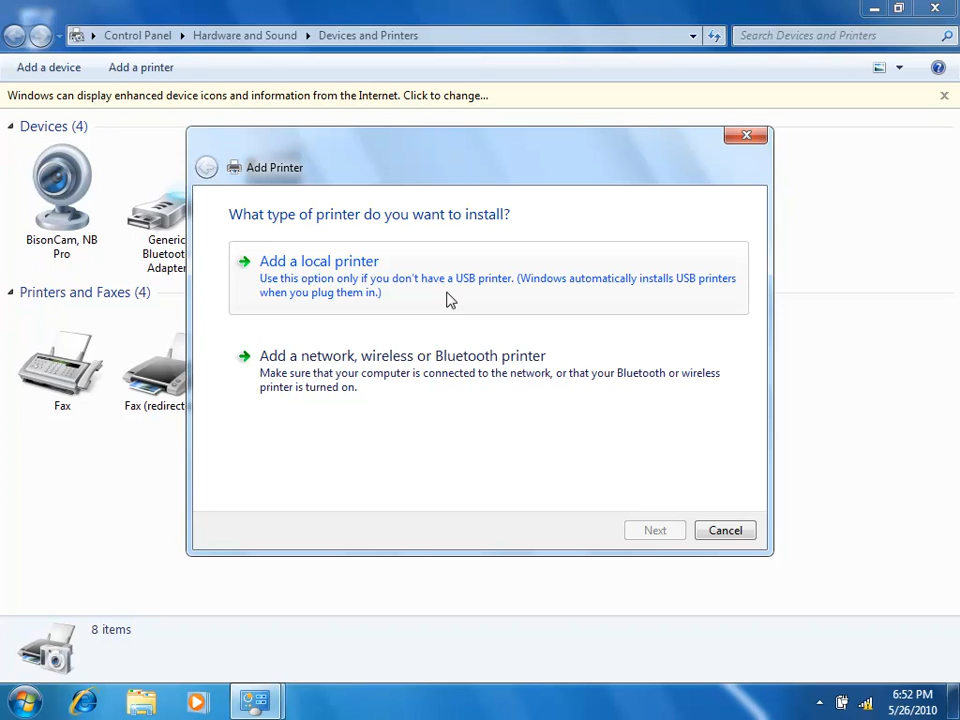 Control Panel Hardware and Sound Devices and Printers
Search Devices and Printers
Add a device Add a printer
Windows can display enhanced device icons and information from the Internet. Click to change...
Devices (4)
BisonCam, NB
Pro
Generic
Bluetooth
Adapter
Printers and Faxes (4)
Fax
Fax (redirect
Add Printer
What type of printer do you want to install?
Add a local printer
Use this option only if you don't have a USB printer. (Windows automatically installs USB printers
when you plug them in.)
Add a network, wireless or Bluetooth printer
Make sure that your computer is connected to the network, or that your Bluetooth or wireless
printer is turned on.
Next Cancel
8 items
6:52 PM
5/26/2010